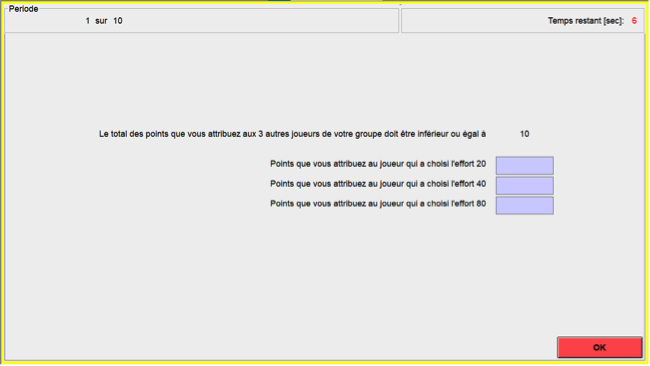 Periode
1 sur 10
Temps restant [sec]: 6
Le total des points que vous attribuez aux 3 autres joueurs de votre groupe doit être inférieur ou égal à 10
Points que vous attribuez au joueur qui a choisi l'effort 20
Points que vous attribuez au joueur qui a choisi l'effort 40
Points que vous attribuez au joueur qui a choisi l'effort 80
OK